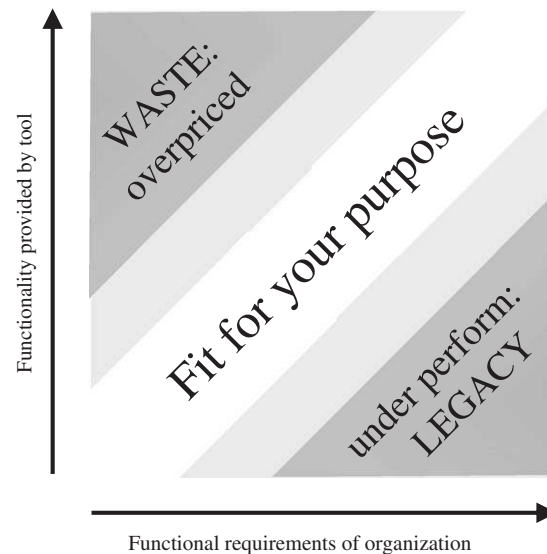 Functionality provided by tool
WASTE:
overpriced
Fit for your purpose
under perform:
LEGACY
Functional requirements of organization